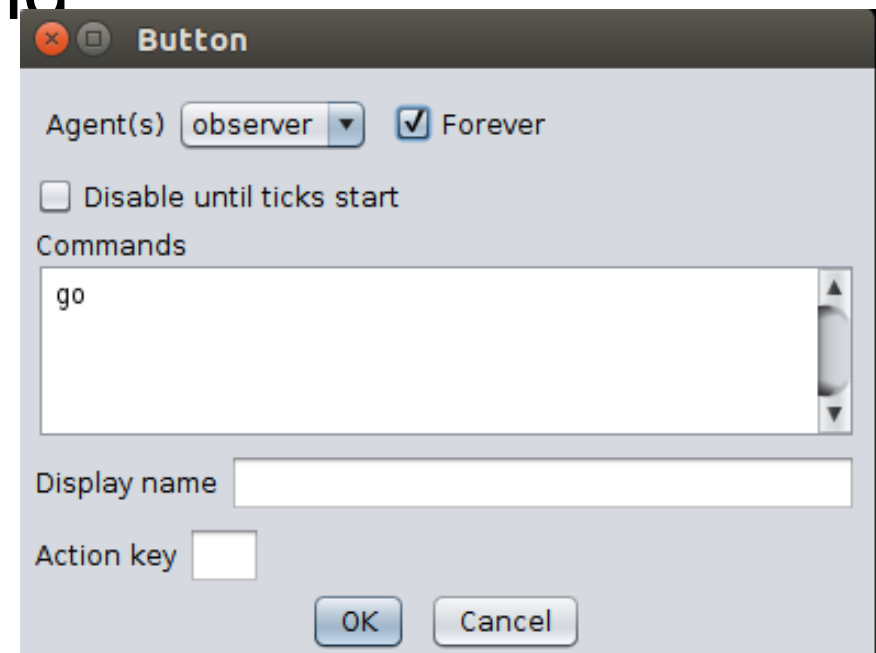 Button
Agent(s) observer Forever
Disable until ticks start
Commands
go
Display name
Action key
OK Cancel